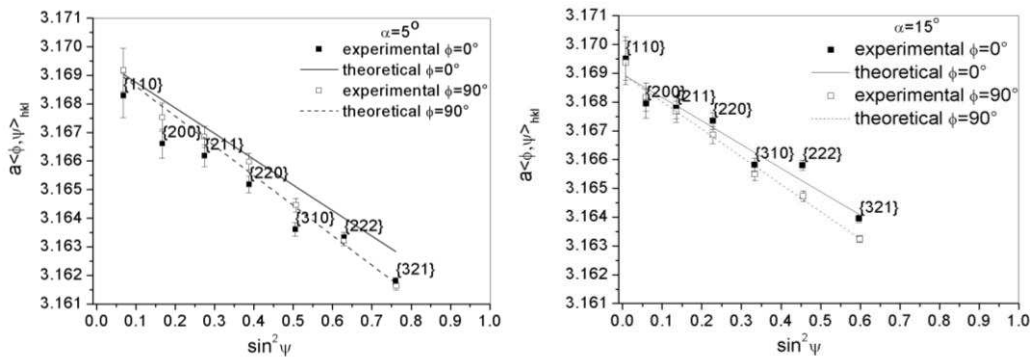 α=5°
experimental ϕ=0°
theoretical ϕ=0°
experimental ϕ=90°
theoretical ϕ=90°
3.171
3.170
3.169
3.168
3.167
3.166
3.165
3.164
3.163
3.162
3.161
a<ϕ,ψ>hkl
{110}
{200}
{211}
{220}
{310}
{222}
{321}
0.0 0.1 0.2 0.3 0.4 0.5 0.6 0.7 0.8 0.9 1.0
sin²ψ
α=15°
experimental ϕ=0°
theoretical ϕ=0°
experimental ϕ=90°
theoretical ϕ=90°
3.171
3.170
3.169
3.168
3.167
3.166
3.165
3.164
3.163
3.162
3.161
a<ϕ,ψ>hkl
{110}
{200}
{211}
{220}
{310}
{222}
{321}
0.0 0.1 0.2 0.3 0.4 0.5 0.6 0.7 0.8 0.9 1.0
sin²ψ